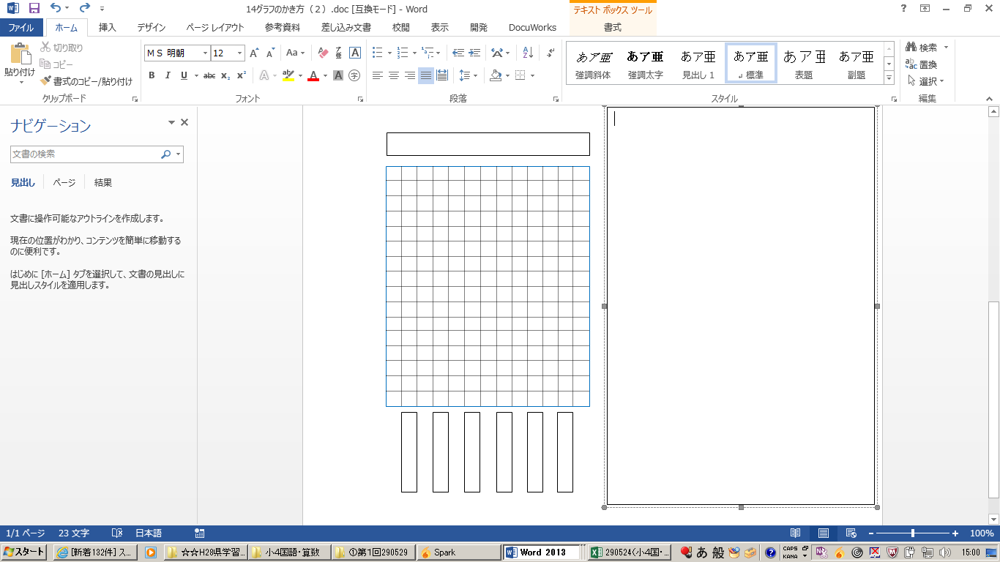 14グラフのかき方（２）.doc [互換モード] - Word
テキスト ボックス ツール
ファイル ホーム 挿入 デザイン ページ レイアウト 参考資料 差し込み文書 校閲 表示 開発 DocuWorks 書式
貼り付け
切り取り
コピー
書式のコピー/貼り付け
クリップボード
ＭＳ 明朝 12
フォント
段落
あア亜 あア亜 あア亜 あア亜 あア亜 あア亜
強調斜体 強調太字 見出し 1 標準 表題 副題
スタイル
検索
置換
選択
編集
ナビゲーション
文書の検索
見出し ページ 結果
文書に操作可能なアウトラインを作成します。
現在の位置がわかり、コンテンツを簡単に移動する
のに便利です。
はじめに [ホーム] タブを選択して、文書の見出しに
見出しスタイルを適用します。
1/1 ページ 23 文字 日本語 100%
スタート [新着132件] ス... ☆☆H28県学習... 小4国語・算数 ①第1回290529 Spark Word 2013 290524(小4国・... あ 般 CAPS KANA 15:00